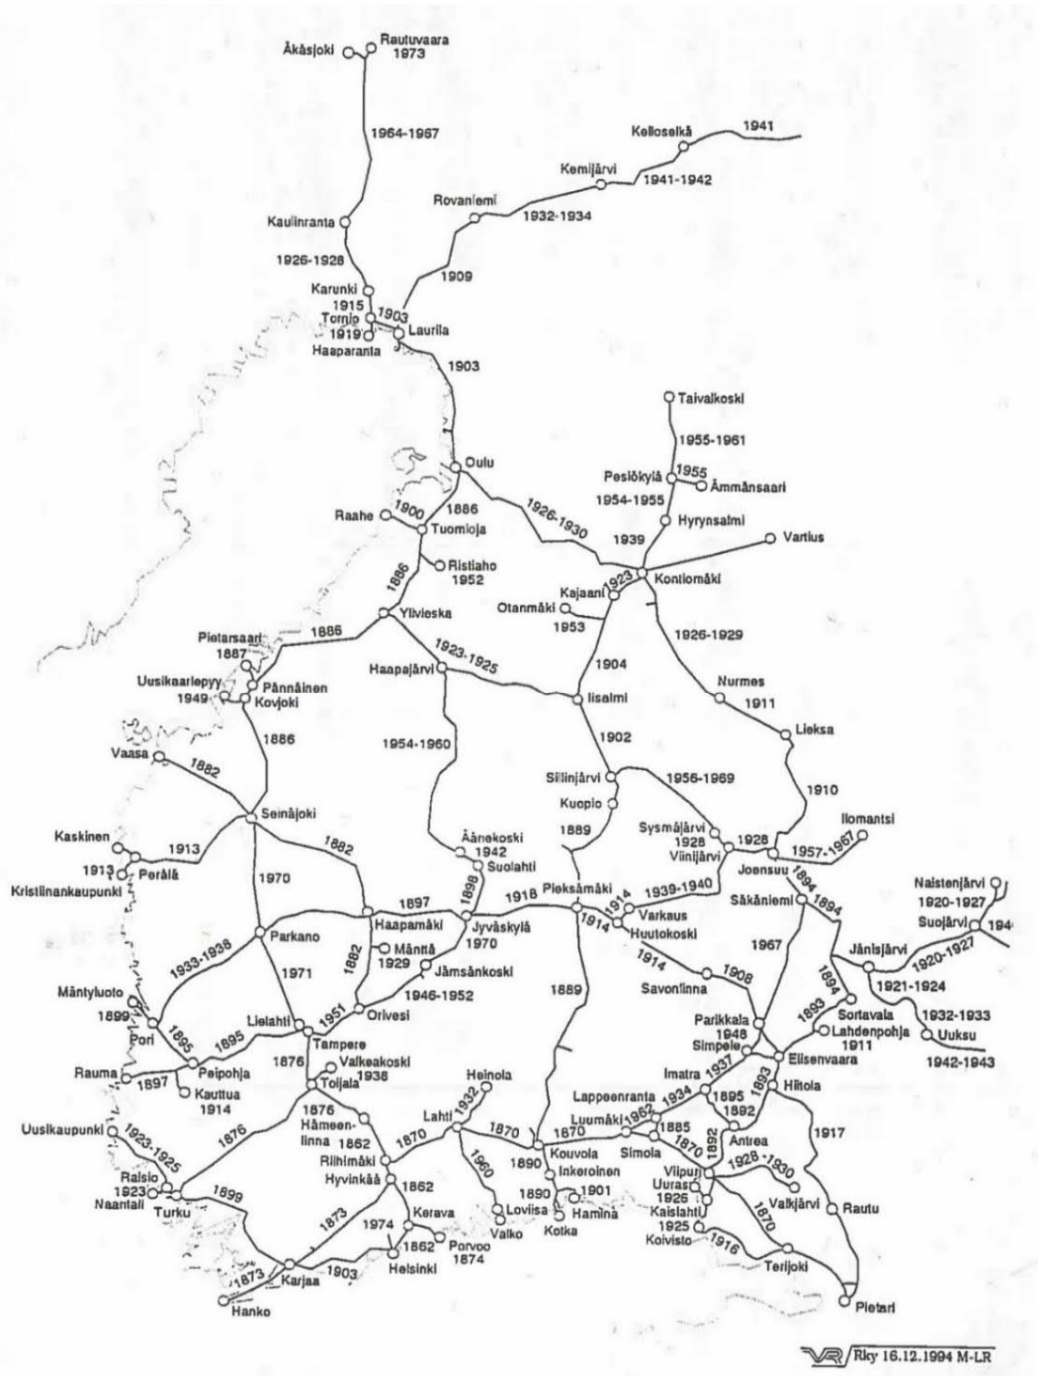 Rautuvaara
Äkäsjoki
1973
1964-1967
Kelloselkä
1941
Kemijärvi
1941-1942
Rovaniemi
1932-1934
Kaulinranta
1926-1928
1909
Karunki
1915
Tornio
1903
Laurila
1919
Haaparanta
1903
Taivalkoski
1955-1961
Oulu
Pesiökylä
1955
Ämmänsaari
1954-1955
1886
1926-1930
Raahe
1900
Tuomioja
Hyrynsalmi
1939
Vartius
Ristiaho
1952
1886
Kontiomäki
Kajaani
1923
Otanmäki
1953
Ylivieska
1926-1929
Pietarsaari
1887
1886
1923-1925
Haapajärvi
1904
Uusikaarlepyy
1949
Pännäinen
Kovjoki
Iisalmi
Nurmes
1911
Lieksa
1886
1954-1960
1902
Vaasa
1882
Siilinjärvi
1956-1969
Kuopio
1910
Seinäjoki
1889
Sysmäjärvi
1928
Viinijärvi
1928
Ilomantsi
1957-1967
Joensuu
Kaskinen
1913
1913
Perälä
Kristiinankaupunki
1882
Äänekoski
1942
Suolahti
1970
1898
Pieksämäki
1939-1940
1894
Säkäniemi
1894
Naistenjärvi
1920-1927
Suojärvi
194
1897
1918
1914
Varkaus
Huutokoski
1914
Haapamäki
Jyväskylä
Parkano
1970
1933-1938
Mänttä
1929
1882
Jämsänkoski
1967
Jänisjärvi
1920-1927
1971
1914
1908
Savonlinna
1921-1924
1894
Mäntyluoto
1899
1946-1952
1889
Orivesi
1893
Sortavala
1932-1933
Lielahti
1951
Pori
1895
1895
Tampere
Parikkala
1948
Lahdenpohja
1911
Uuksu
1942-1943
Simpele
Elisenvaara
Peipohja
1876
Valkeakoski
1938
Rauma
1897
Kauttua
1914
Toijala
Heinola
1932
Imatra
1937
1893
Hiitola
Lappeenranta
1934
1895
Uusikaupunki
1876
Hämeen-
linna
1862
Lahti
Luumäki
1962
1892
1885
Antrea
1917
1923-1925
1876
1870
1870
1870
Riihimäki
Kouvola
Simola
1870
1892
Hyvinkää
1890
Inkeroinen
Viipuri
1928-1930
Raisio
1923
Naantali
Turku
1899
1862
1960
1890
1901
Hamina
Uuras
1926
Kaislahti
1925
Koivisto
Valkjärvi
Rautu
Loviisa
Valko
Kotka
1873
1974
Kerava
1862
Porvoo
1874
1870
1916
Terijoki
1873
Karjaa
1903
Helsinki
Hanko
Pietari
VR Rky 16.12.1994 M-LR